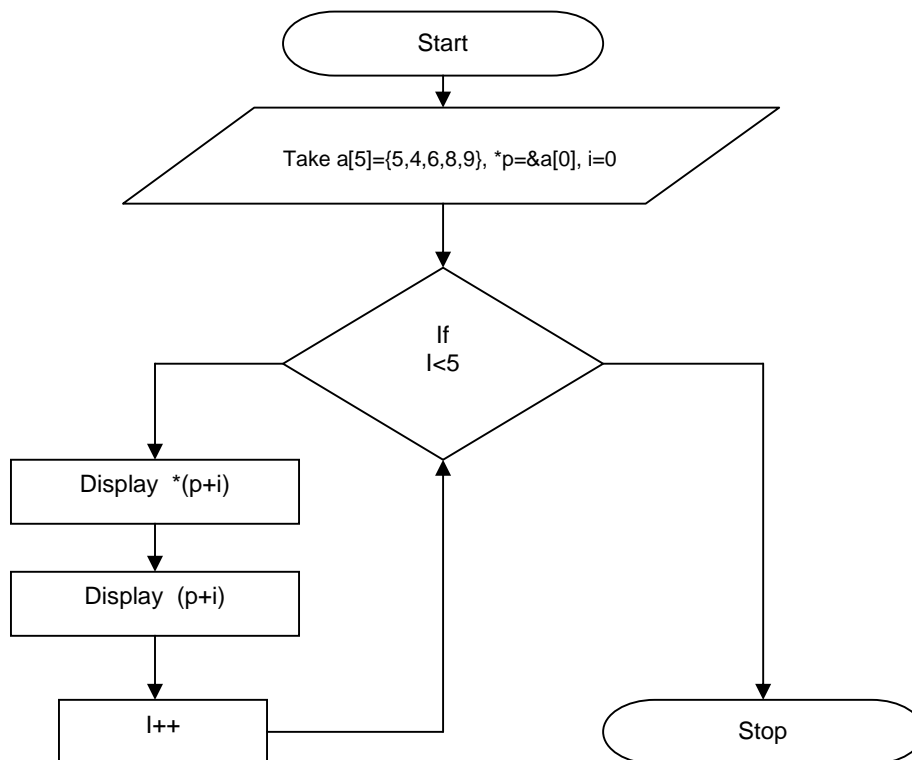 Start
Take a[5]={5,4,6,8,9}, *p=&a[0], i=0
If
I<5
Display *(p+i)
Display (p+i)
I++
Stop